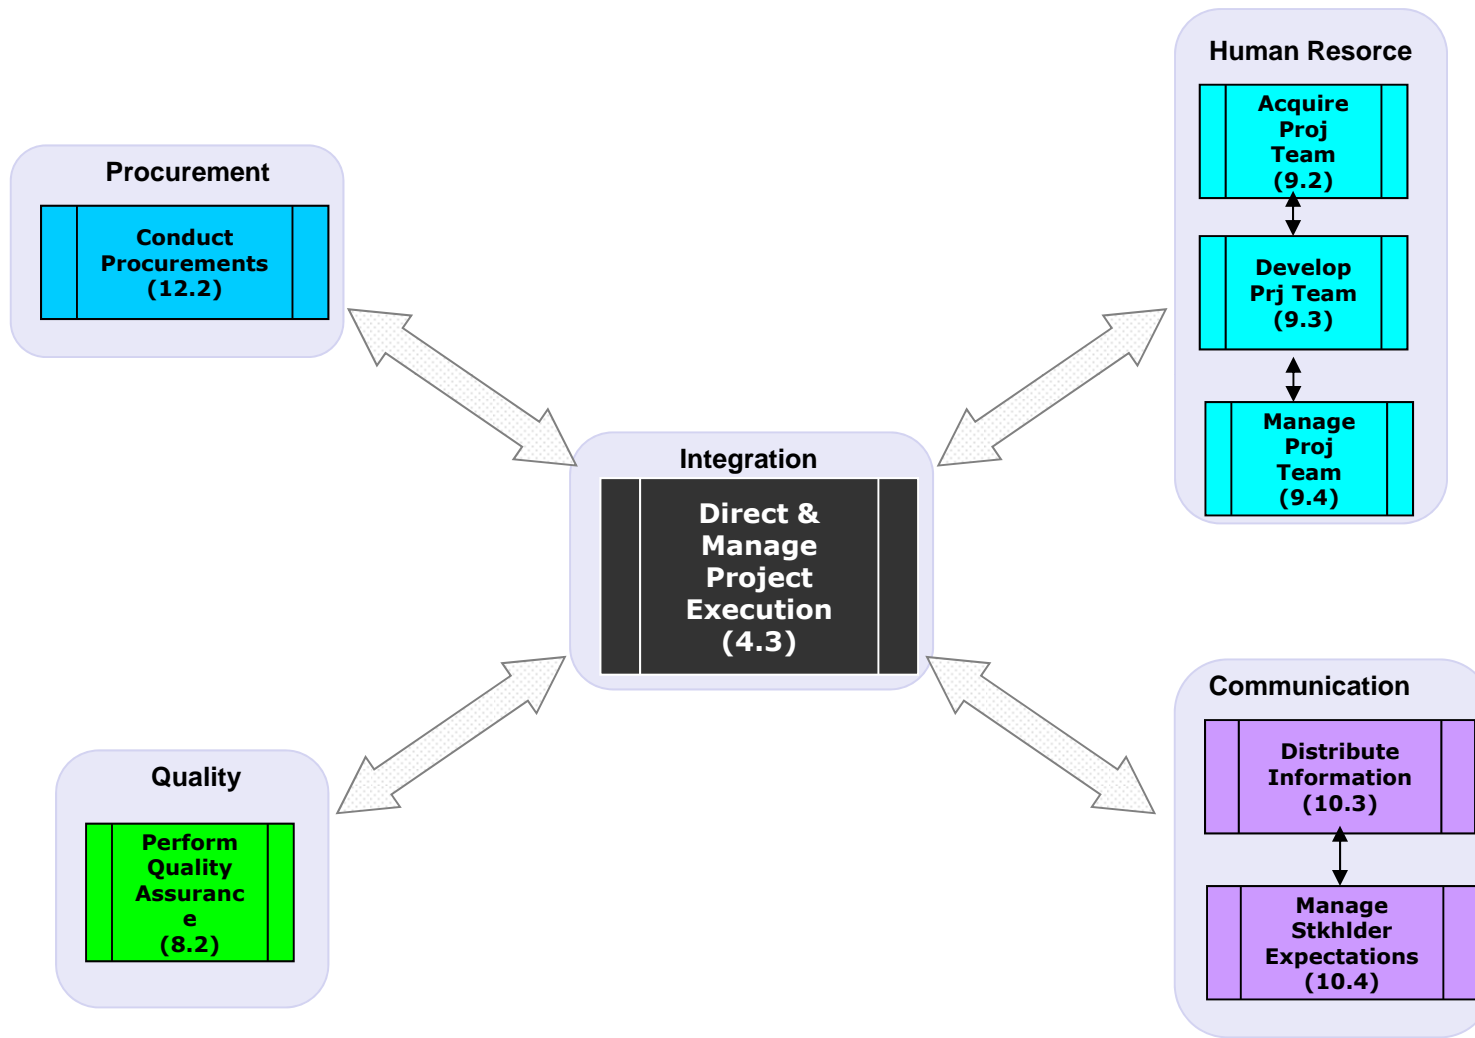 Human Resorce
Acquire
Proj
Team
(9.2)
Develop
Prj Team
(9.3)
Manage
Proj
Team
(9.4)
Procurement
Conduct
Procurements
(12.2)
Integration
Direct &
Manage
Project
Execution
(4.3)
Quality
Perform
Quality
Assuranc
e
(8.2)
Communication
Distribute
Information
(10.3)
Manage
Stkhlder
Expectations
(10.4)